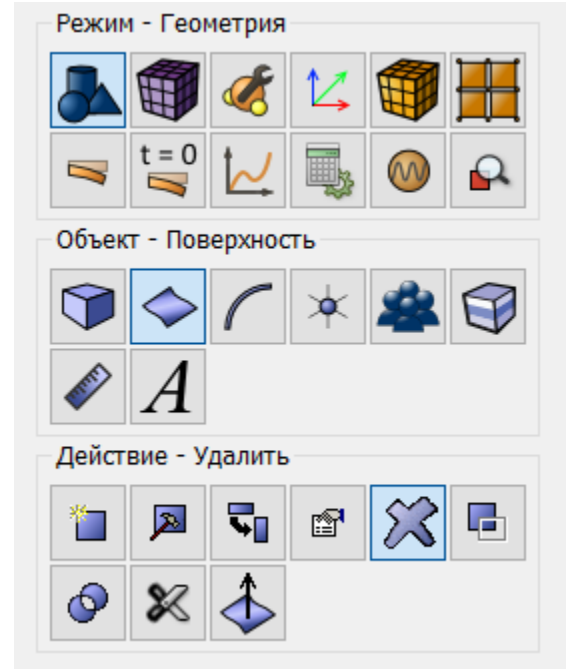 Режим - Геометрия
t = 0
Объект - Поверхность
A
Действие - Удалить